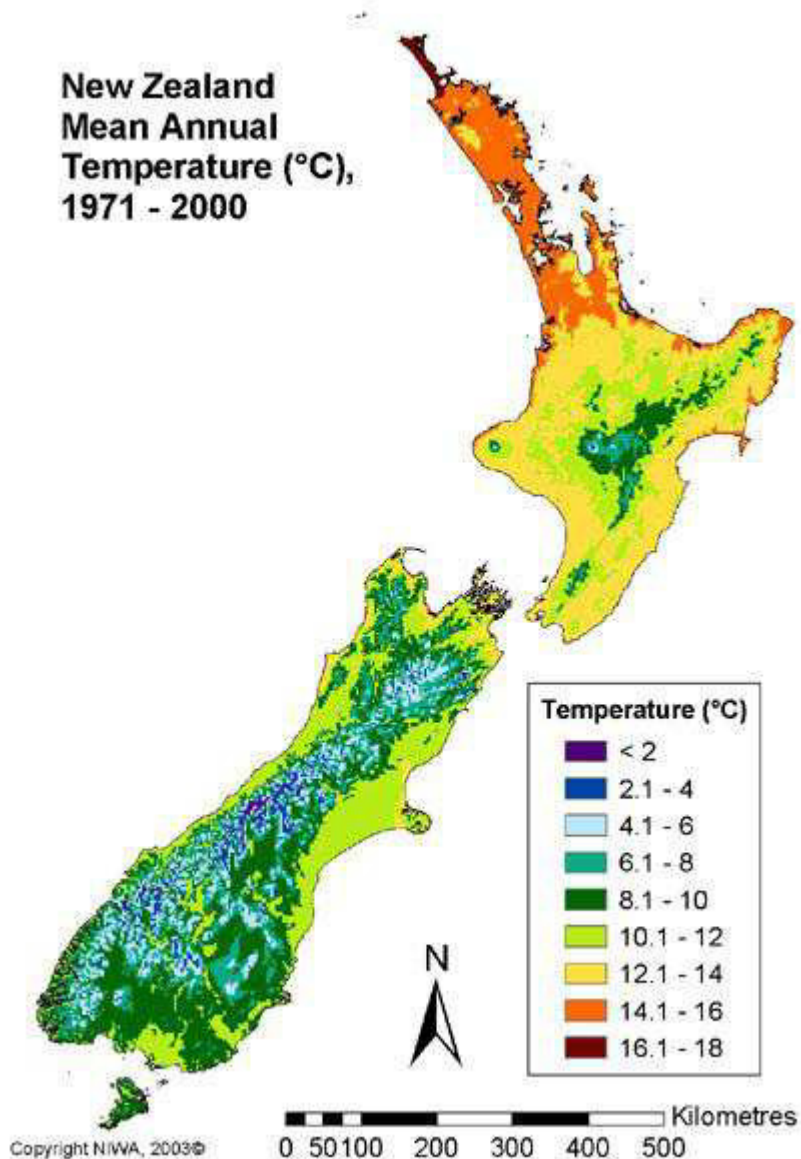 New Zealand
Mean Annual
Temperature (°C),
1971 - 2000
Temperature (°C)
< 2
2.1 - 4
4.1 - 6
6.1 - 8
8.1 - 10
10.1 - 12
12.1 - 14
14.1 - 16
16.1 - 18
N
Kilometres
0 50 100 200 300 400 500
Copyright NIWA, 2003©